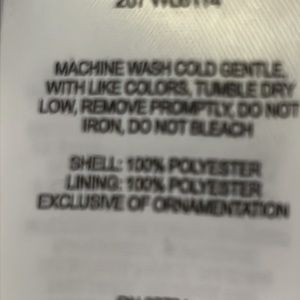 MACHINE WASH COLD GENTLE,
WITH LIKE COLORS, TUMBLE DRY
LOW, REMOVE PROMPTLY, DO NOT
IRON, DO NOT BLEACH
SHELL: 100% POLYESTER
LINING: 100% POLYESTER
EXCLUSIVE OF ORNAMENTATION